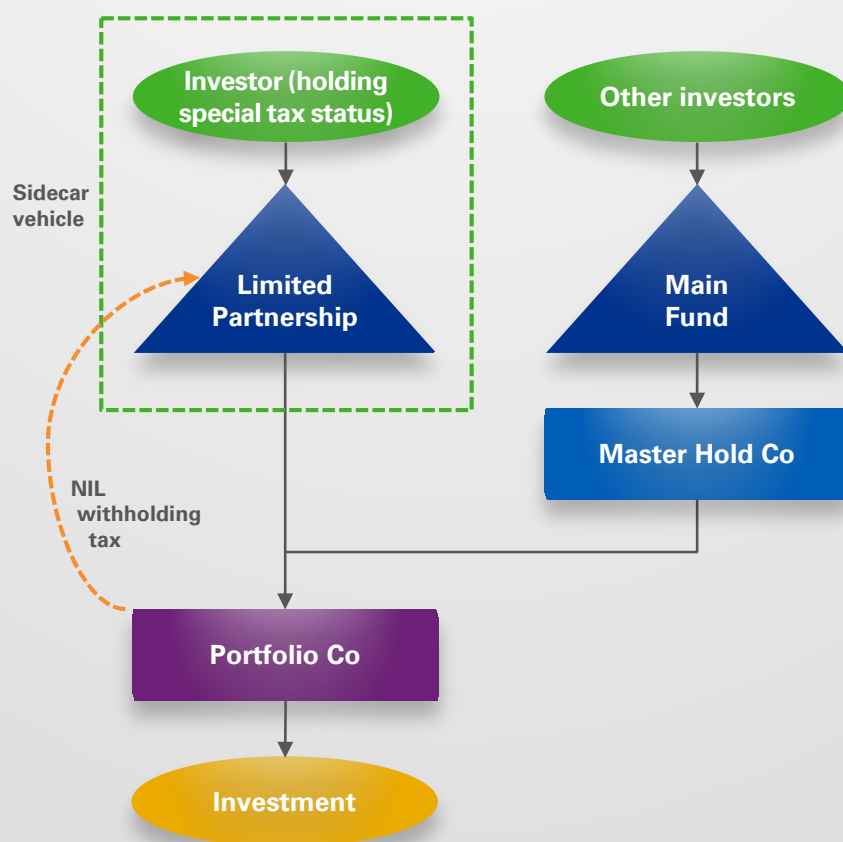 Investor (holding
special tax status)
Other investors
Sidecar
vehicle
Limited
Partnership
Main
Fund
Master Hold Co
NIL
withholding
tax
Portfolio Co
Investment